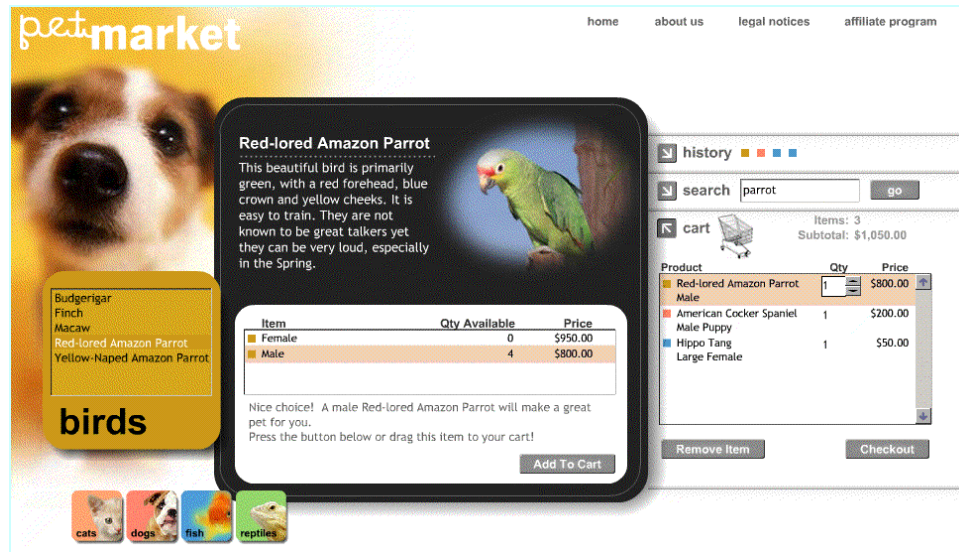 petmarket
home about us legal notices affiliate program
Red-lored Amazon Parrot
This beautiful bird is primarily
green, with a red forehead, blue
crown and yellow cheeks. It is
easy to train. They are not
known to be great talkers yet
they can be very loud, especially
in the Spring.
history
search parrot go
cart
Items: 3
Subtotal: $1,050.00
Product Qty Price
Red-lored Amazon Parrot 1 $800.00
Male
American Cocker Spaniel 1 $200.00
Male Puppy
Hippo Tang 1 $50.00
Large Female
Remove Item Checkout
Budgerigar
Finch
Macaw
Red-lored Amazon Parrot
Yellow-Naped Amazon Parrot
birds
Item Qty Available Price
Female 0 $950.00
Male 4 $800.00
Nice choice! A male Red-lored Amazon Parrot will make a great
pet for you.
Press the button below or drag this item to your cart!
Add To Cart
cats dogs fish reptiles